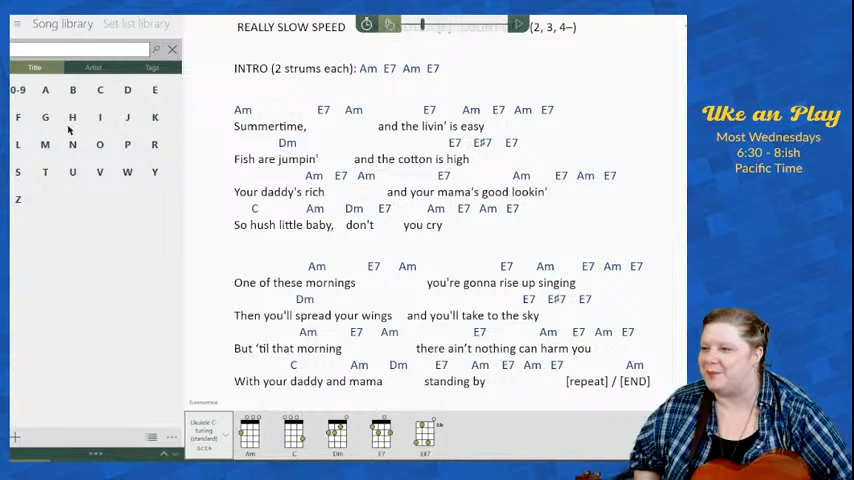 Song library Set list library
REALLY SLOW SPEED (2, 3, 4–)
Title Artist Tags
0-9 A B C D E
F G H I J K
L M N O P R
S T U V W Y
Z
INTRO (2 strums each): Am E7 Am E7
Am E7 Am E7 Am E7 Am E7
Summertime, and the livin' is easy
Dm E7 E#7 E7
Fish are jumpin' and the cotton is high
Am E7 Am E7 Am E7 Am E7
Your daddy's rich and your mama's good lookin'
C Am Dm E7 Am E7 Am E7
So hush little baby, don't you cry
Am E7 Am E7 Am E7 Am E7
One of these mornings you're gonna rise up singing
Dm E7 E#7 E7
Then you'll spread your wings and you'll take to the sky
Am E7 Am E7 Am E7 Am E7
But 'til that morning there ain't nothing can harm you
C Am Dm E7 Am E7 Am E7 Am
With your daddy and mama standing by [repeat] / [END]
Summertime
Ukulele C
tuning
(standard)
GCEA
Am C Dm E7 E#7
Uke an Play
Most Wednesdays
6:30 - 8:ish
Pacific Time